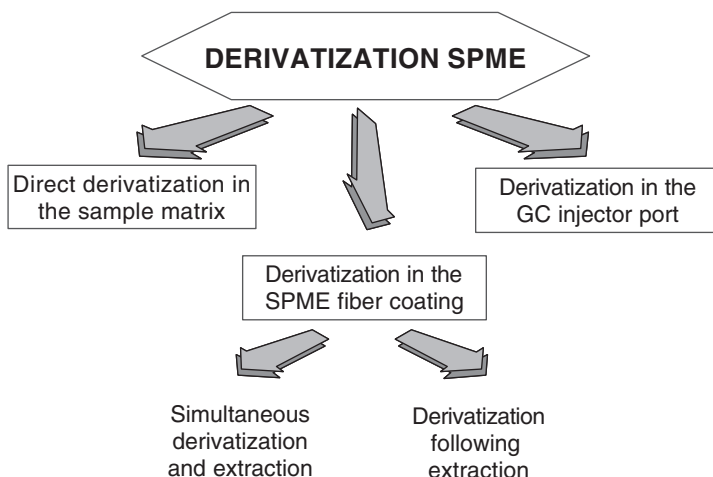 DERIVATIZATION SPME
Direct derivatization in
the sample matrix
Derivatization in the
GC injector port
Derivatization in the
SPME fiber coating
Simultaneous
derivatization
and extraction
Derivatization
following
extraction